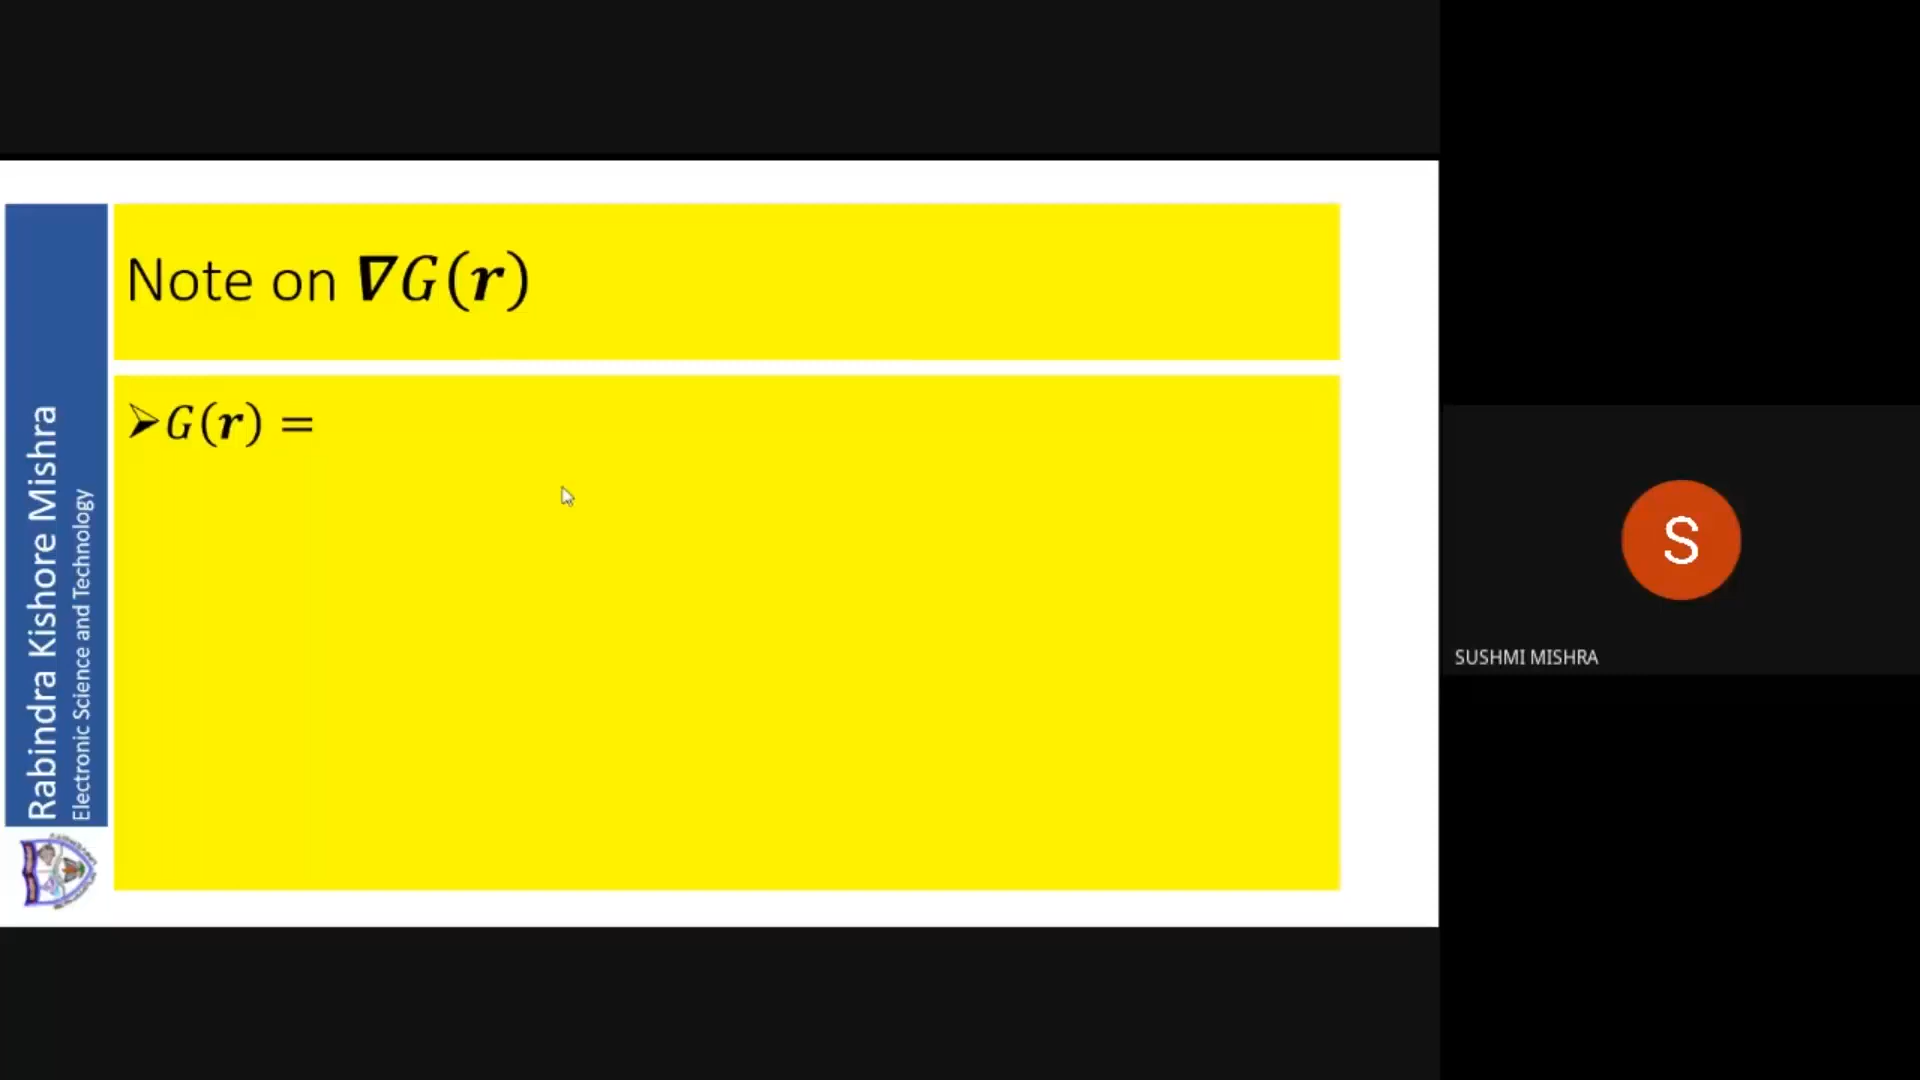 Note on 𝜵G(𝒓)
➢G(𝒓) =
Rabindra Kishore Mishra
Electronic Science and Technology
S
SUSHMI MISHRA